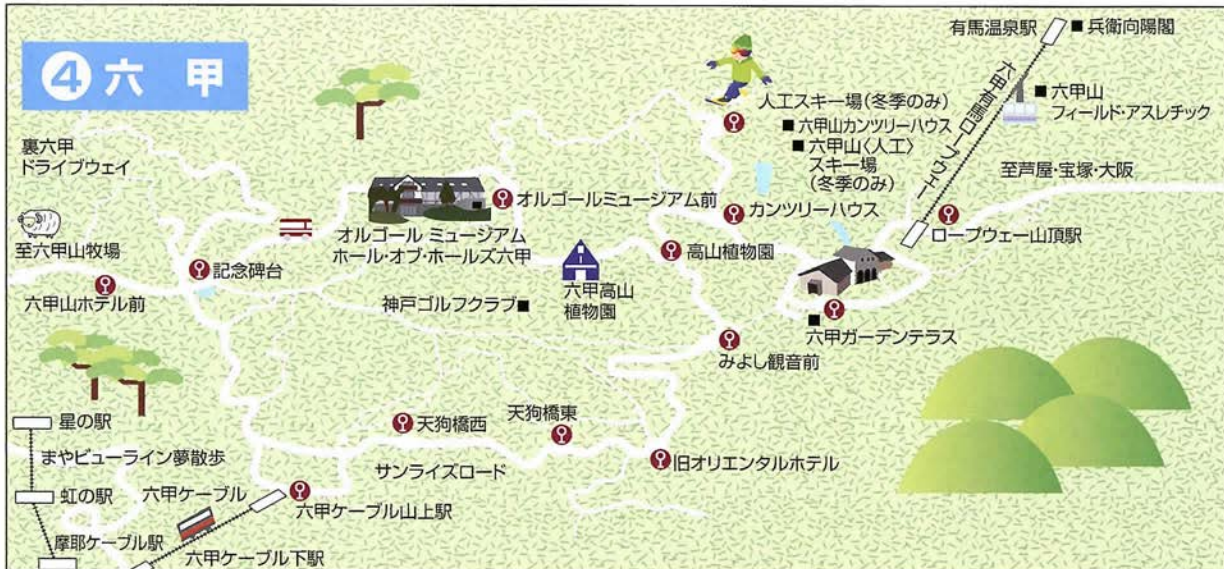 ④六甲
有馬温泉駅
■兵衛向陽閣
六甲有馬ロープウェー
■六甲山
フィールド・アスレチック
人工スキー場(冬季のみ)
■六甲山カンツリーハウス
■六甲山〈人工〉
スキー場
(冬季のみ)
至芦屋・宝塚・大阪
裏六甲
ドライブウェイ
オルゴールミュージアム前
カンツリーハウス
ロープウェー山頂駅
至六甲山牧場
オルゴール ミュージアム
ホール・オブ・ホールズ六甲
高山植物園
記念碑台
六甲山ホテル前
神戸ゴルフクラブ■
六甲高山
植物園
■
六甲ガーデンテラス
みよし観音前
星の駅
天狗橋西
天狗橋東
まやビューライン夢散歩
サンライズロード
旧オリエンタルホテル
虹の駅
六甲ケーブル
六甲ケーブル山上駅
摩耶ケーブル駅
六甲ケーブル下駅